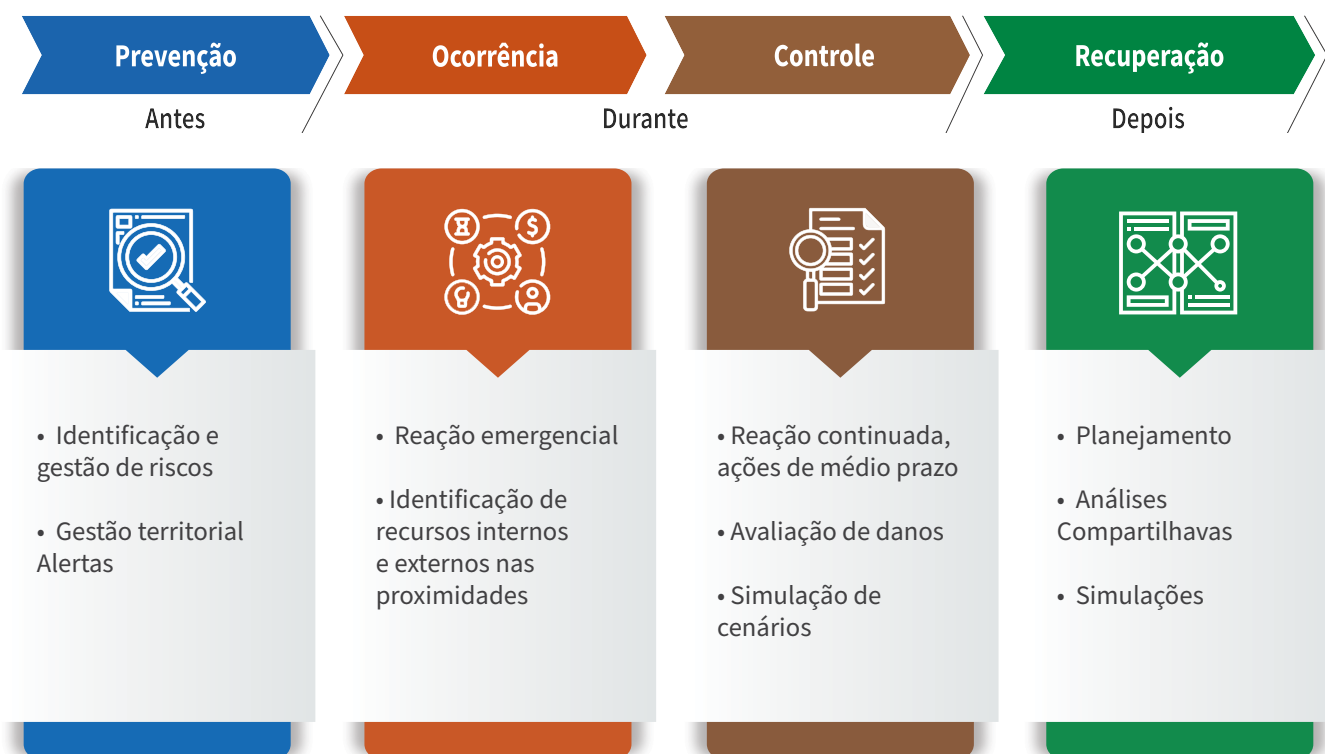 Prevenção
Ocorrência
Controle
Recuperação
Antes
Durante
Depois
• Identificação e
gestão de riscos
• Gestão territorial
Alertas
• Reação emergencial
• Identificação de
recursos internos
e externos nas
proximidades
• Reação continuada,
ações de médio prazo
• Avaliação de danos
• Simulação de
cenários
• Planejamento
• Análises
Compartilhavas
• Simulações